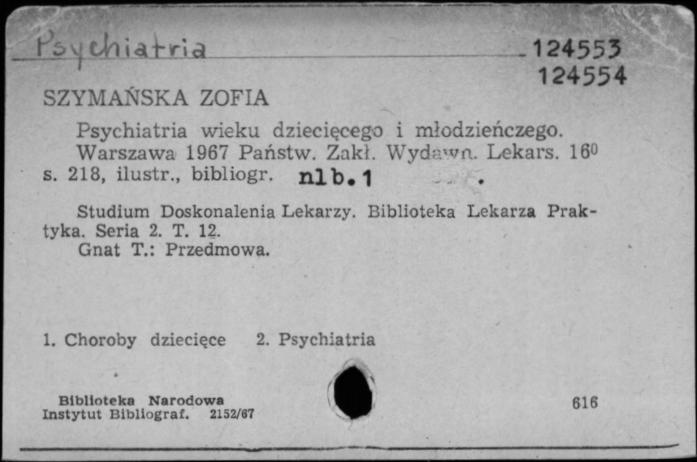 Psychiatria
124553
124554
SZYMAŃSKA ZOFIA
Psychiatria wieku dziecięcego i młodzieńczego.
Warszawa 1967 Państw. Zakł. Wydawn. Lekars. 16⁰
s. 218, ilustr., bibliogr. nlb. 1
Studium Doskonalenia Lekarzy. Biblioteka Lekarza Prak-
tyka. Seria 2. T. 12.
Gnat T.: Przedmowa.
1. Choroby dziecięce 2. Psychiatria
Biblioteka Narodowa
Instytut Bibliograf. 2152/67
616